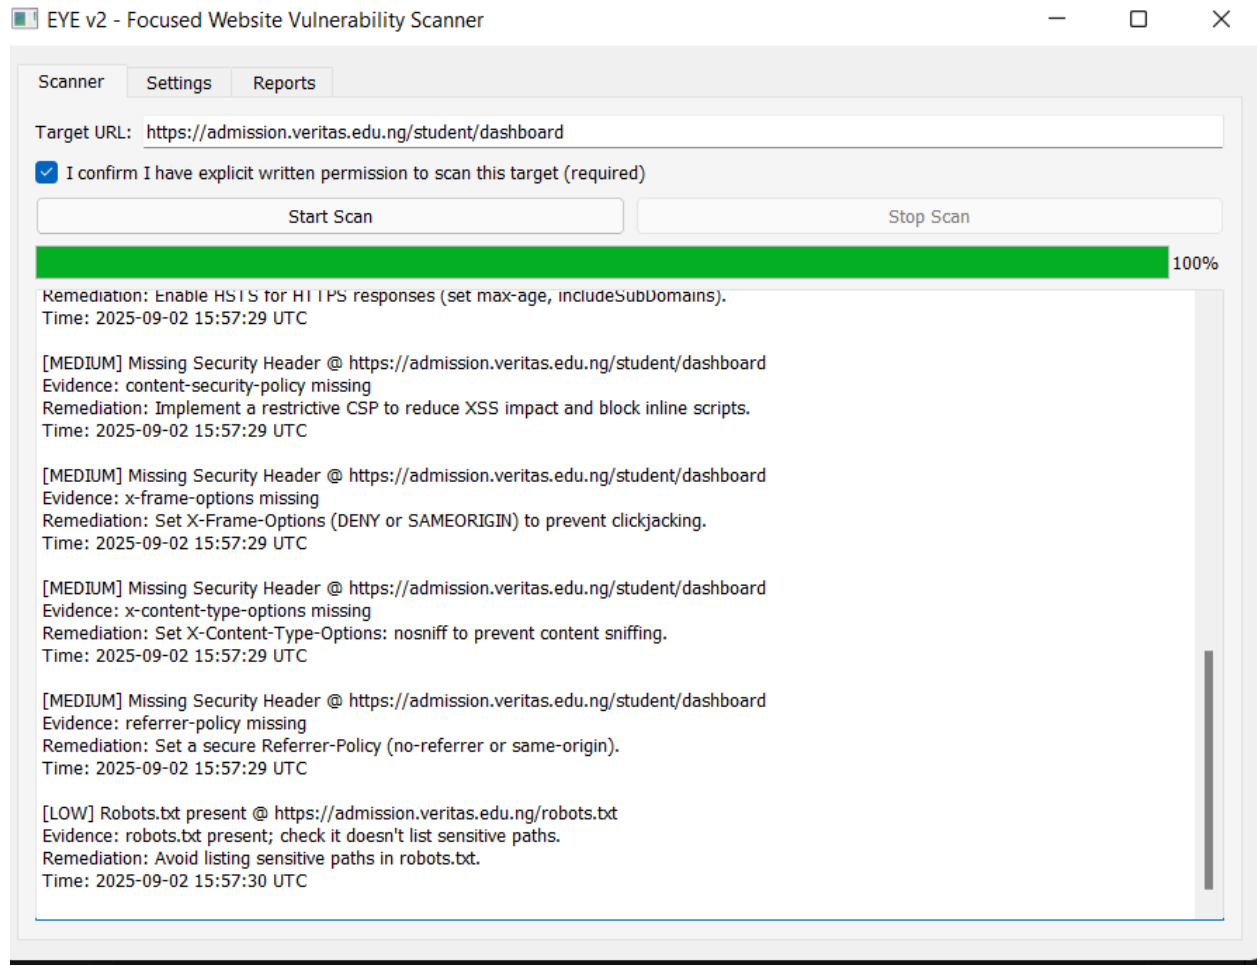 EYE v2 - Focused Website Vulnerability Scanner
Scanner Settings Reports
Target URL: https://admission.veritas.edu.ng/student/dashboard
I confirm I have explicit written permission to scan this target (required)
Start Scan Stop Scan
100%
Remediation: Enable HSTS for HTTPS responses (set max-age, includeSubDomains).
Time: 2025-09-02 15:57:29 UTC
[MEDIUM] Missing Security Header @ https://admission.veritas.edu.ng/student/dashboard
Evidence: content-security-policy missing
Remediation: Implement a restrictive CSP to reduce XSS impact and block inline scripts.
Time: 2025-09-02 15:57:29 UTC
[MEDIUM] Missing Security Header @ https://admission.veritas.edu.ng/student/dashboard
Evidence: x-frame-options missing
Remediation: Set X-Frame-Options (DENY or SAMEORIGIN) to prevent clickjacking.
Time: 2025-09-02 15:57:29 UTC
[MEDIUM] Missing Security Header @ https://admission.veritas.edu.ng/student/dashboard
Evidence: x-content-type-options missing
Remediation: Set X-Content-Type-Options: nosniff to prevent content sniffing.
Time: 2025-09-02 15:57:29 UTC
[MEDIUM] Missing Security Header @ https://admission.veritas.edu.ng/student/dashboard
Evidence: referrer-policy missing
Remediation: Set a secure Referrer-Policy (no-referrer or same-origin).
Time: 2025-09-02 15:57:29 UTC
[LOW] Robots.txt present @ https://admission.veritas.edu.ng/robots.txt
Evidence: robots.txt present; check it doesn't list sensitive paths.
Remediation: Avoid listing sensitive paths in robots.txt.
Time: 2025-09-02 15:57:30 UTC